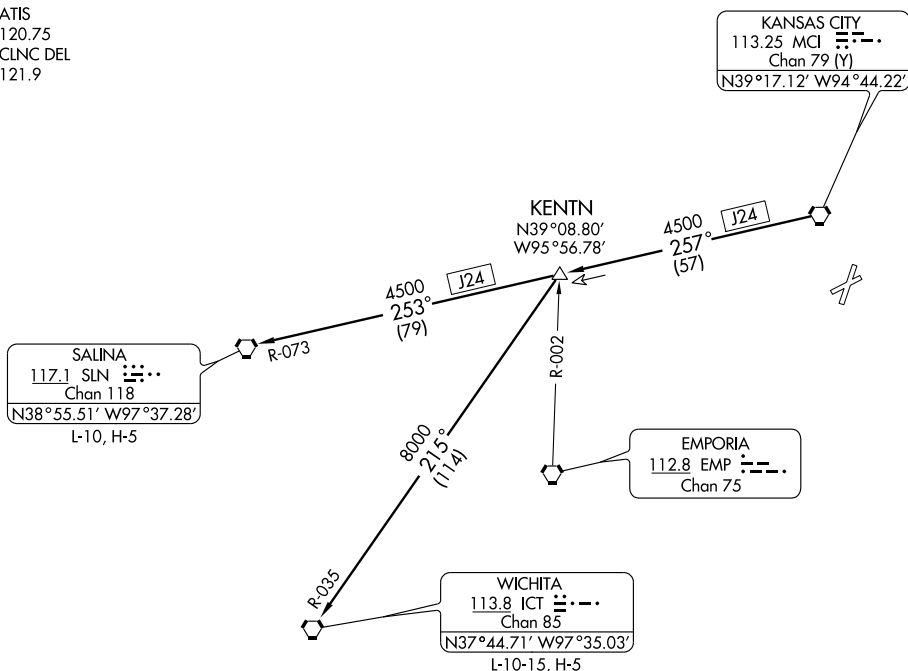 ATIS
120.75
CLNC DEL
121.9
KANSAS CITY
113.25 MCI
Chan 79 (Y)
N39°17.12' W94°44.22'
KENTN
N39°08.80'
W95°56.78'
4500
J24
257°
(57)
4500
J24
253°
(79)
R-073
R-002
SALINA
117.1 SLN
Chan 118
N38°55.51' W97°37.28'
L-10, H-5
8000
215°
(114)
EMPORIA
112.8 EMP
Chan 75
R-035
WICHITA
113.8 ICT
Chan 85
N37°44.71' W97°35.03'
L-10-15, H-5